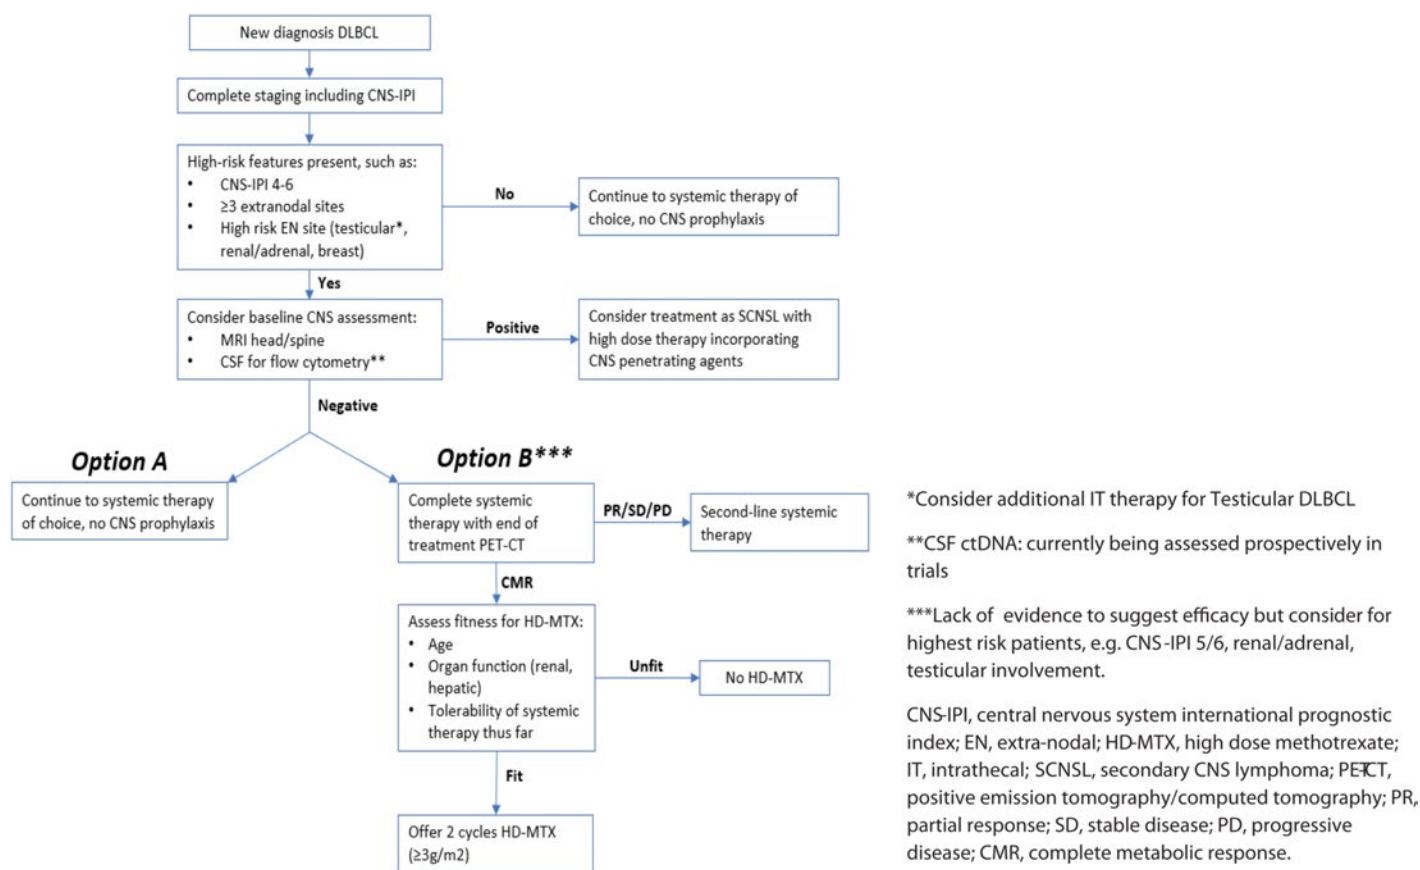 New diagnosis DLBCL
Complete staging including CNS-IPI
High-risk features present, such as:
• CNS-IPI 4-6
• ≥3 extranodal sites
• High risk EN site (testicular*,
renal/adrenal, breast)
No
Continue to systemic therapy of
choice, no CNS prophylaxis
Yes
Consider baseline CNS assessment:
• MRI head/spine
• CSF for flow cytometry**
Positive
Consider treatment as SCNSL with
high dose therapy incorporating
CNS penetrating agents
Negative
Option A
Continue to systemic therapy
of choice, no CNS prophylaxis
Option B***
Complete systemic
therapy with end of
treatment PET-CT
PR/SD/PD
Second-line systemic
therapy
CMR
Assess fitness for HD-MTX:
• Age
• Organ function (renal,
hepatic)
• Tolerability of systemic
therapy thus far
Unfit
No HD-MTX
Fit
Offer 2 cycles HD-MTX
(≥3g/m2)
*Consider additional IT therapy for Testicular DLBCL
**CSF ctDNA: currently being assessed prospectively in
trials
***Lack of evidence to suggest efficacy but consider for
highest risk patients, e.g. CNS-IPI 5/6, renal/adrenal,
testicular involvement.
CNS-IPI, central nervous system international prognostic
index; EN, extra-nodal; HD-MTX, high dose methotrexate;
IT, intrathecal; SCNSL, secondary CNS lymphoma; PET-CT,
positive emission tomography/computed tomography; PR,
partial response; SD, stable disease; PD, progressive
disease; CMR, complete metabolic response.